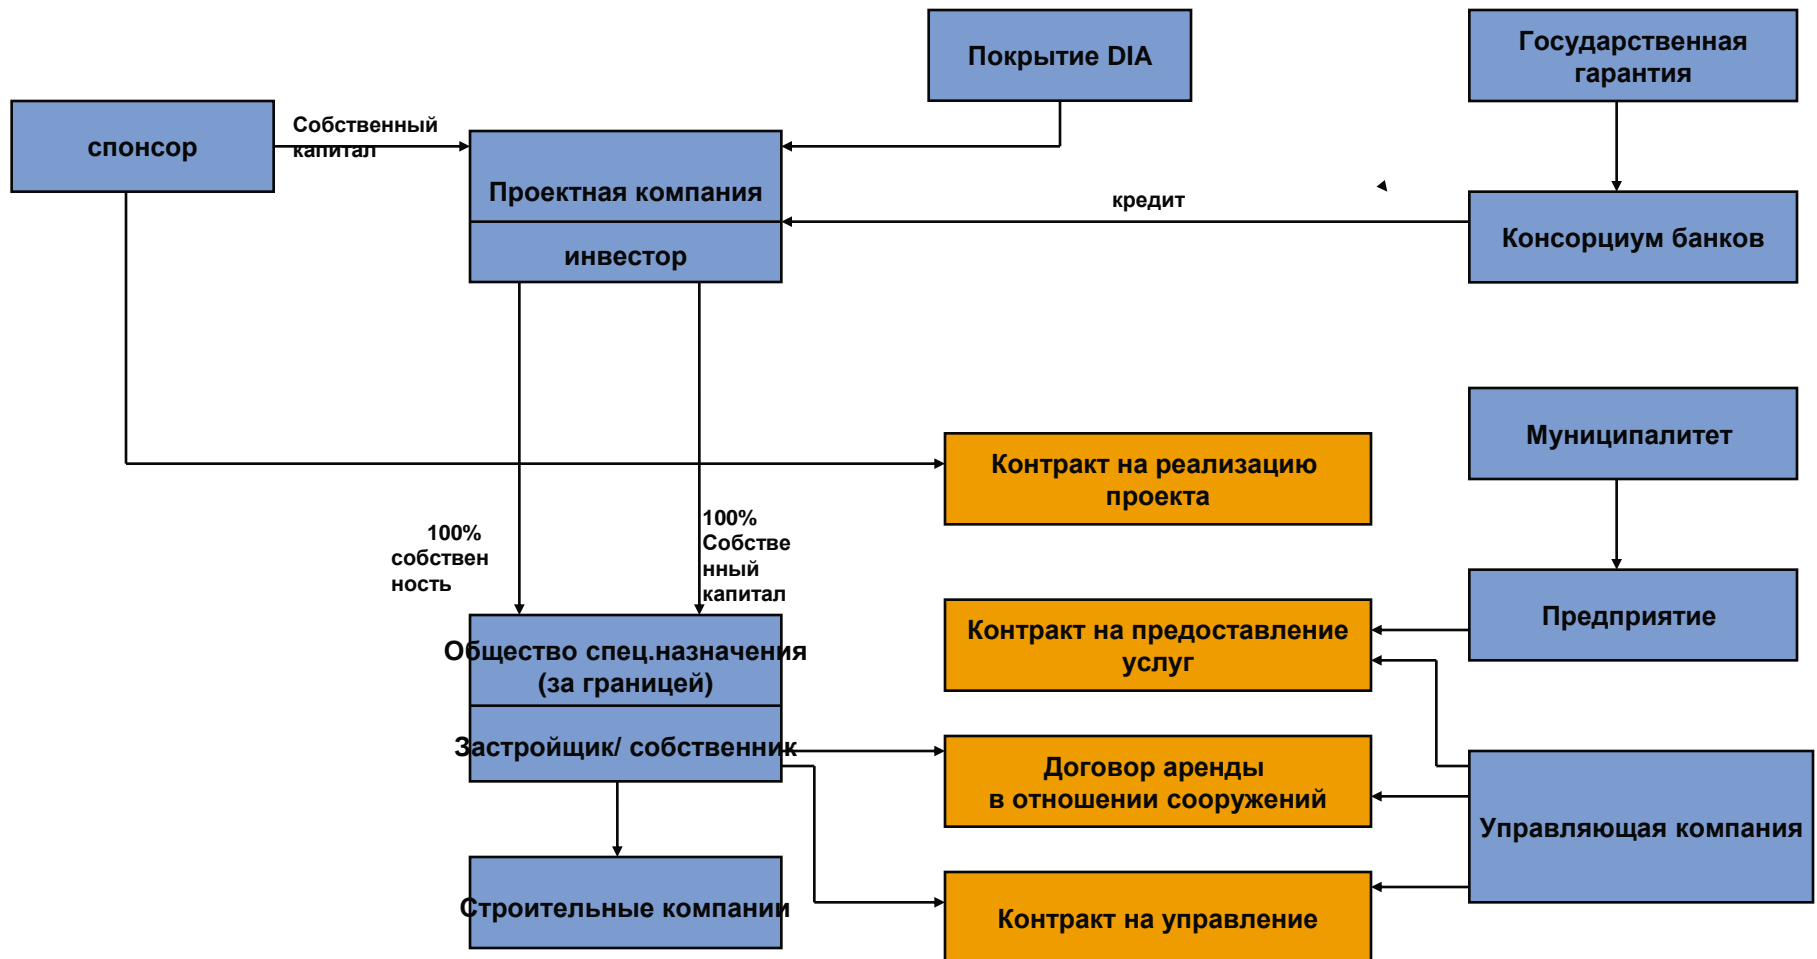 Покрытие DIA
Государственная
гарантия
спонсор
Собственный
капитал
Проектная компания
инвестор
кредит
Консорциум банков
Муниципалитет
Контракт на реализацию
проекта
100%
собствен
ность
100%
Собстве
нный
капитал
Предприятие
Контракт на предоставление
услуг
Общество спец.назначения
(за границей)
Застройщик/ собственник
Договор аренды
в отношении сооружений
Управляющая компания
Строительные компании
Контракт на управление